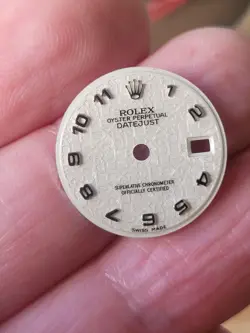 12
11 1
ROLEX
OYSTER PERPETUAL
DATEJUST
10 2
9
8 4
SUPERLATIVE CHRONOMETER
OFFICIALLY CERTIFIED
7 5
6
SWISS MADE